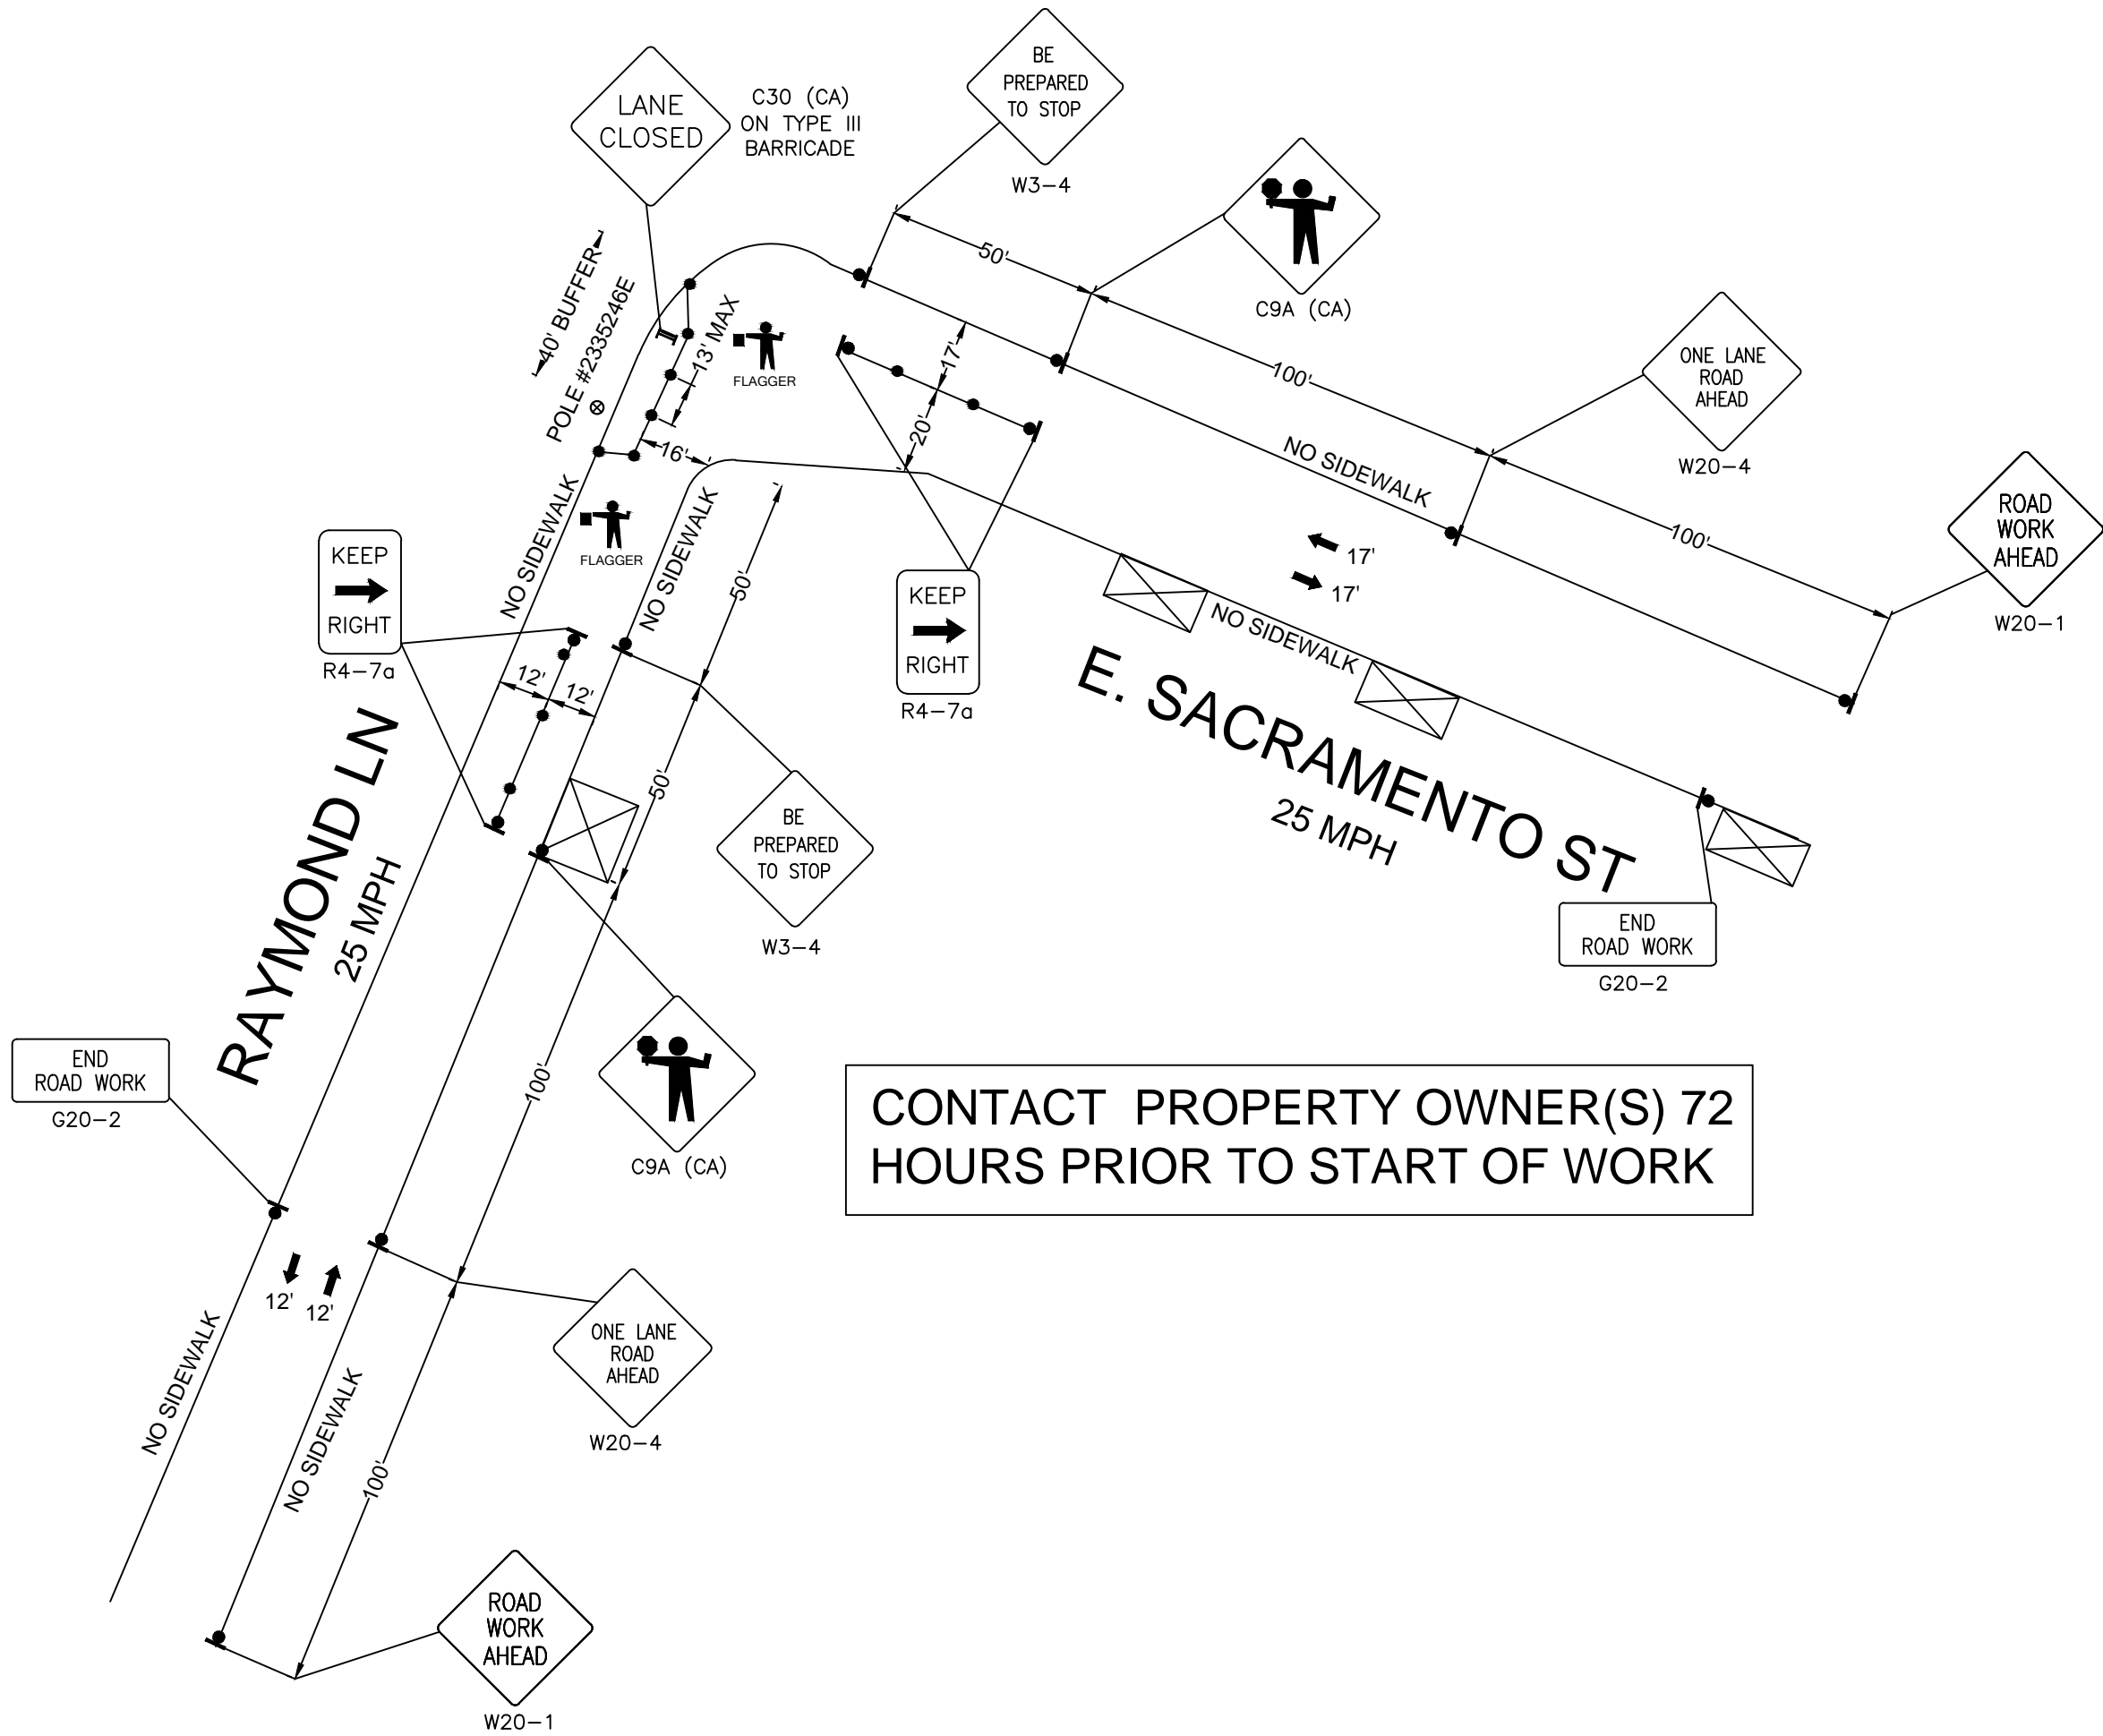 BE
PREPARED
TO STOP
W3-4
LANE
CLOSED
C30 (CA)
ON TYPE III
BARRICADE
C9A (CA)
50'
40' BUFFER
POLE #2335246E
13' MAX
FLAGGER
17'
20'
16'
100'
ONE LANE
ROAD
AHEAD
W20-4
NO SIDEWALK
100'
ROAD
WORK
AHEAD
W20-1
NO SIDEWALK
NO SIDEWALK
FLAGGER
50'
KEEP
RIGHT
R4-7a
KEEP
RIGHT
R4-7a
17'
17'
NO SIDEWALK
12'
12'
E. SACRAMENTO ST
25 MPH
RAYMOND LN
25 MPH
50'
BE
PREPARED
TO STOP
W3-4
END
ROAD WORK
G20-2
END
ROAD WORK
G20-2
100'
C9A (CA)
CONTACT PROPERTY OWNER(S) 72
HOURS PRIOR TO START OF WORK
12'
12'
NO SIDEWALK
NO SIDEWALK
ONE LANE
ROAD
AHEAD
W20-4
100'
ROAD
WORK
AHEAD
W20-1